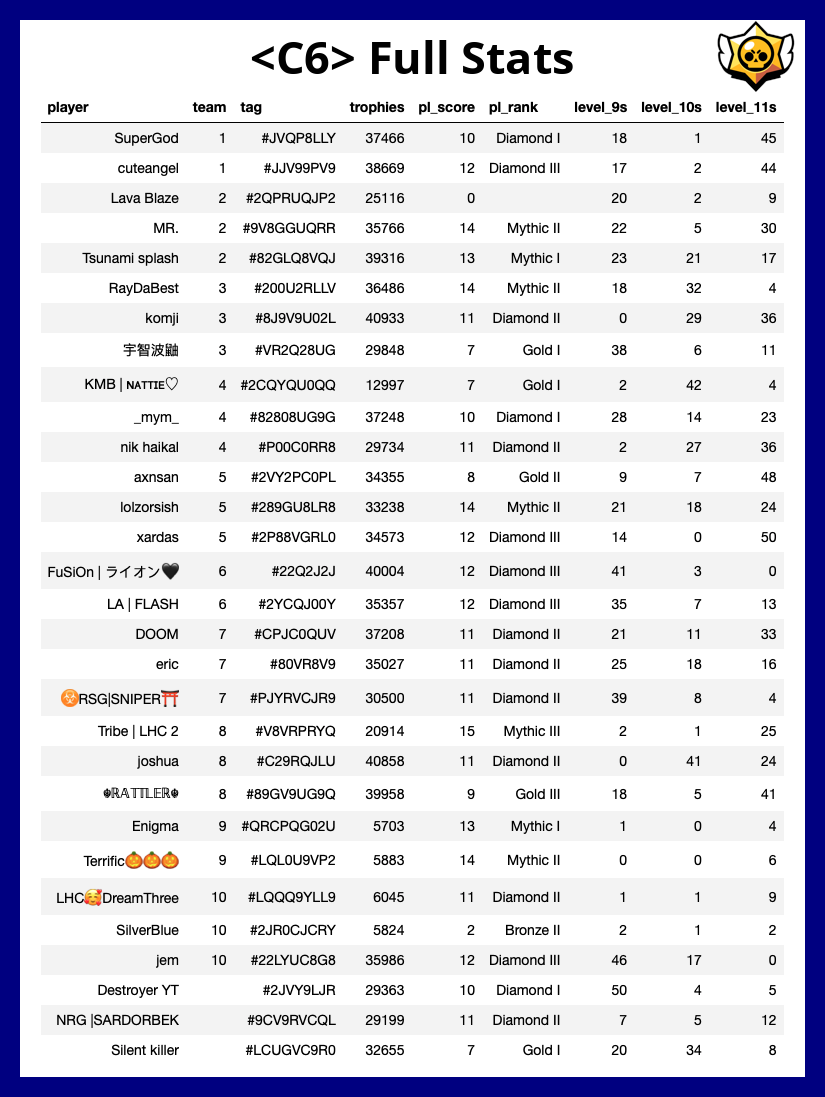 <C6> Full Stats
player team tag trophies pl_score pl_rank level_9s level_10s level_11s
SuperGod 1 #JVQP8LLY 37466 10 Diamond I 18 1 45
cuteangel 1 #JJV99PV9 38669 12 Diamond III 17 2 44
Lava Blaze 2 #2QPRUQJP2 25116 0 20 2 9
MR. 2 #9V8GGUQRR 35766 14 Mythic II 22 5 30
Tsunami splash 2 #82GLQ8VQJ 39316 13 Mythic I 23 21 17
RayDaBest 3 #200U2RLLV 36486 14 Mythic II 18 32 4
komji 3 #8J9V9U02L 40933 11 Diamond II 0 29 36
宇智波鼬 3 #VR2Q28UG 29848 7 Gold I 38 6 11
KMB | ɴᴀᴛᴛɪᴇ♡ 4 #2CQYQU0QQ 12997 7 Gold I 2 42 4
_mym_ 4 #82808UG9G 37248 10 Diamond I 28 14 23
nik haikal 4 #P00C0RR8 29734 11 Diamond II 2 27 36
axnsan 5 #2VY2PC0PL 34355 8 Gold II 9 7 48
lolzorsish 5 #289GU8LR8 33238 14 Mythic II 21 18 24
xardas 5 #2P88VGRL0 34573 12 Diamond III 14 0 50
FuSiOn | ライオン🖤 6 #22Q2J2J 40004 12 Diamond III 41 3 0
LA | FLASH 6 #2YCQJ00Y 35357 12 Diamond III 35 7 13
DOOM 7 #CPJC0QUV 37208 11 Diamond II 21 11 33
eric 7 #80VR8V9 35027 11 Diamond II 25 18 16
☣️RSG|SNIPER⛩️ 7 #PJYRVCJR9 30500 11 Diamond II 39 8 4
Tribe | LHC 2 8 #V8VRPRYQ 20914 15 Mythic III 2 1 25
joshua 8 #C29RQJLU 40858 11 Diamond II 0 41 24
☬ℝ𝔸𝕋𝕋𝕃𝔼ℝ☬ 8 #89GV9UG9Q 39958 9 Gold III 18 5 41
Enigma 9 #QRCPQG02U 5703 13 Mythic I 1 0 4
Terrific🎃🎃🎃 9 #LQL0U9VP2 5883 14 Mythic II 0 0 6
LHC🥰DreamThree 10 #LQQQ9YLL9 6045 11 Diamond II 1 1 9
SilverBlue 10 #2JR0CJCRY 5824 2 Bronze II 2 1 2
jem 10 #22LYUC8G8 35986 12 Diamond III 46 17 0
Destroyer YT #2JVY9LJR 29363 10 Diamond I 50 4 5
NRG |SARDORBEK #9CV9RVCQL 29199 11 Diamond II 7 5 12
Silent killer #LCUGVC9R0 32655 7 Gold I 20 34 8